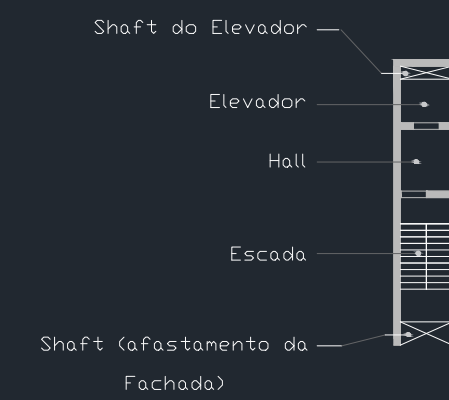 Shaft do Elevador
Elevador
Hall
Escada
Shaft (afastamento da
Fachada)